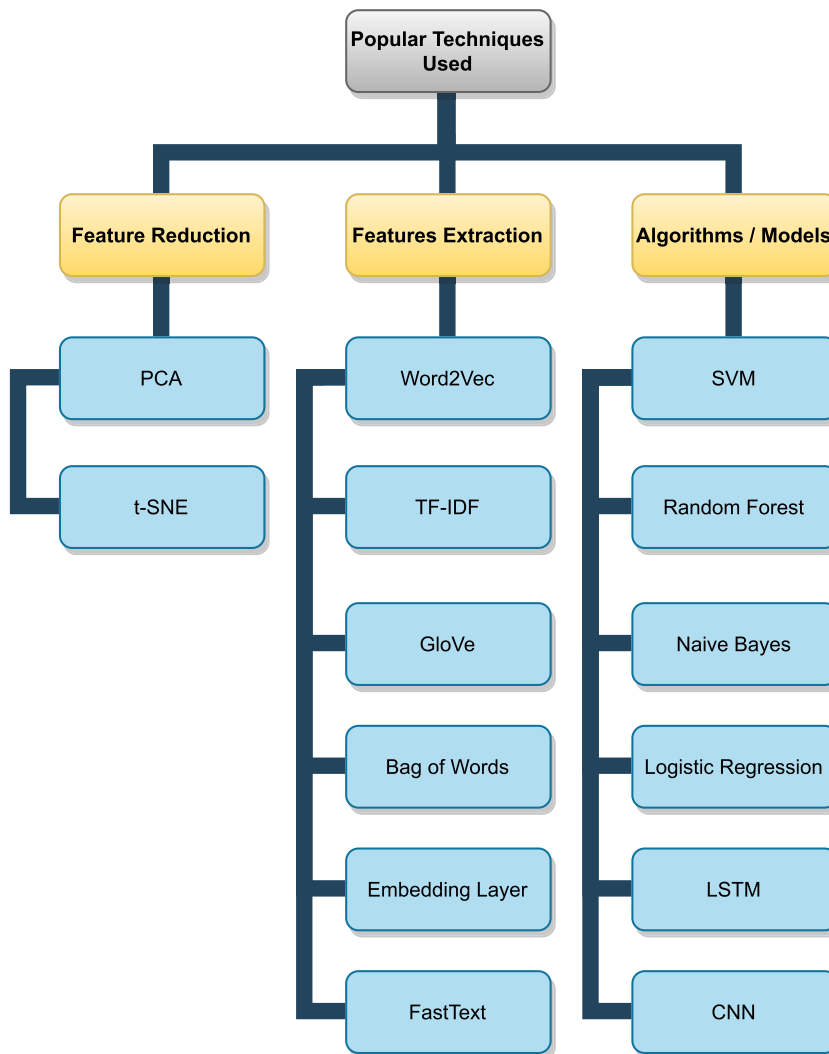 Popular Techniques
Used
Feature Reduction
Features Extraction
Algorithms / Models
PCA
Word2Vec
SVM
t-SNE
TF-IDF
Random Forest
GloVe
Naive Bayes
Bag of Words
Logistic Regression
Embedding Layer
LSTM
FastText
CNN